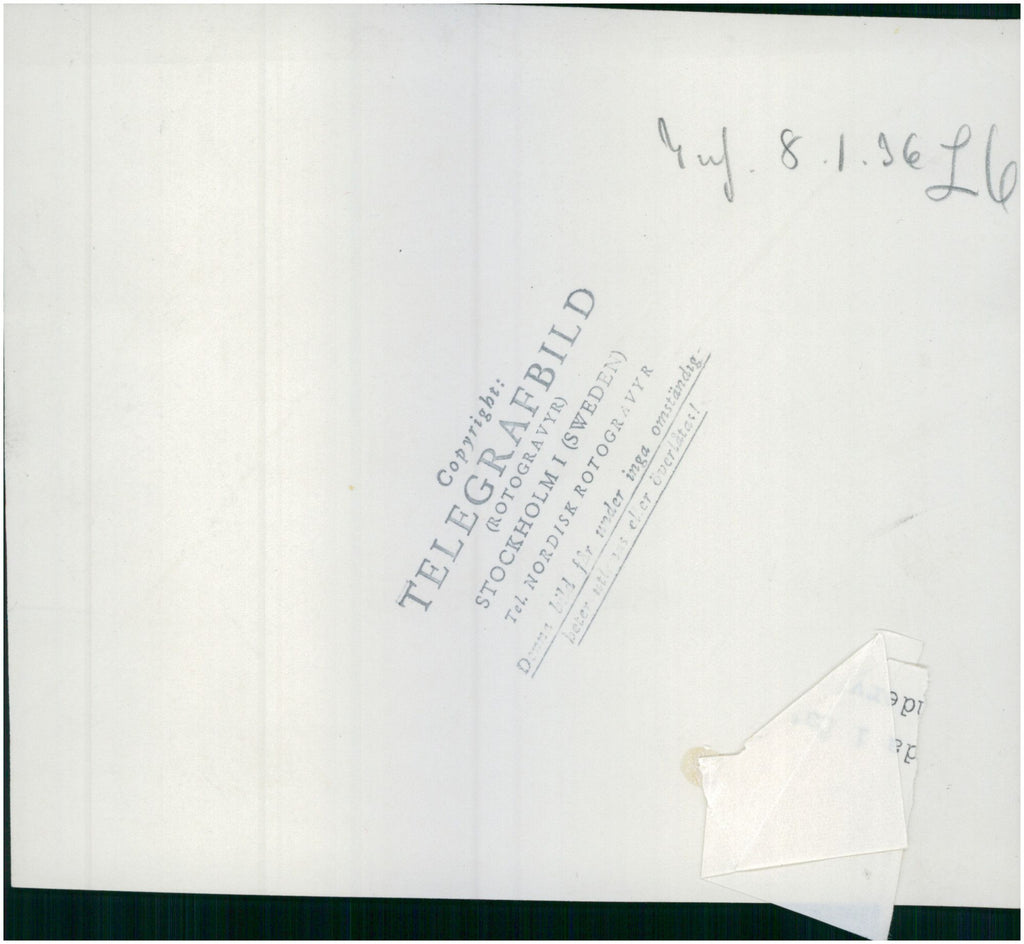 8.1.36 L6
Copyright:
TELEGRAFBILD
(ROTOGRAVYR)
STOCKHOLM I (SWEDEN)
Tel. NORDISK ROTOGRAVYR
Denna bild får under inga omständig-
heter utlånas eller överlåtas!